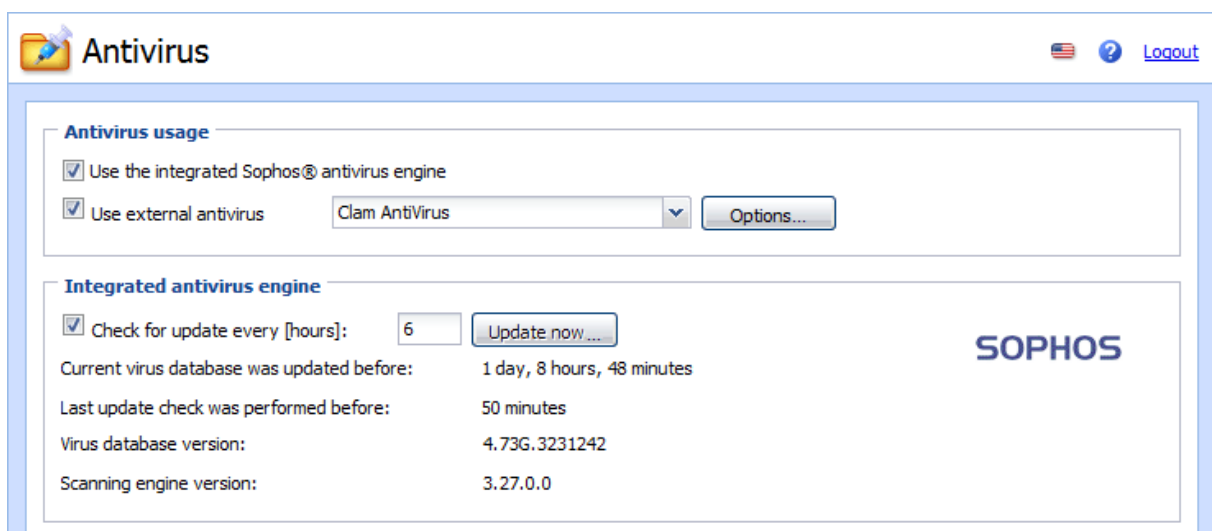 Antivirus
Logout
Antivirus usage
Use the integrated Sophos® antivirus engine
Use external antivirus Clam AntiVirus Options...
Integrated antivirus engine
Check for update every [hours]: 6 Update now ...
SOPHOS
Current virus database was updated before: 1 day, 8 hours, 48 minutes
Last update check was performed before: 50 minutes
Virus database version: 4.73G.3231242
Scanning engine version: 3.27.0.0